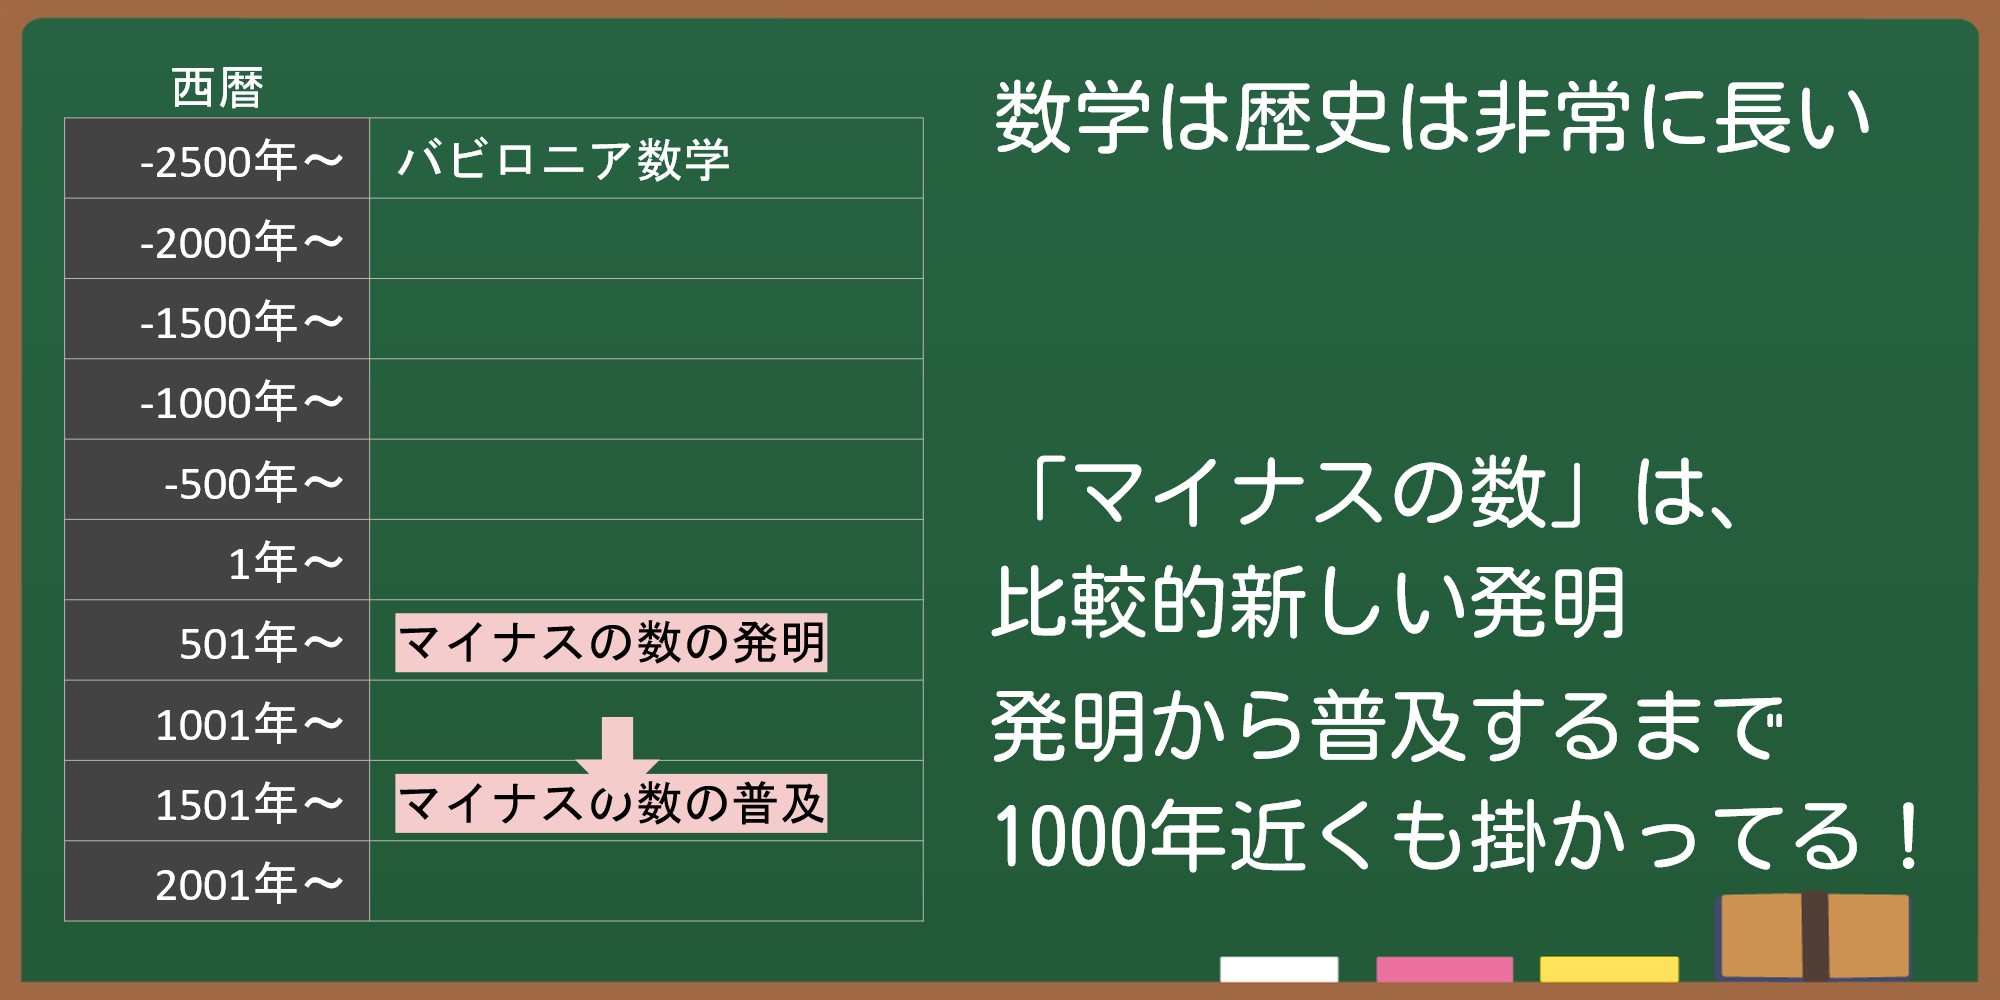 西暦
-2500年～ バビロニア数学
-2000年～
-1500年～
-1000年～
-500年～
1年～
501年～ マイナスの数の発明
1001年～
1501年～ マイナスの数の普及
2001年～
数学は歴史は非常に長い
「マイナスの数」は、
比較的新しい発明
発明から普及するまで
1000年近くも掛かってる！